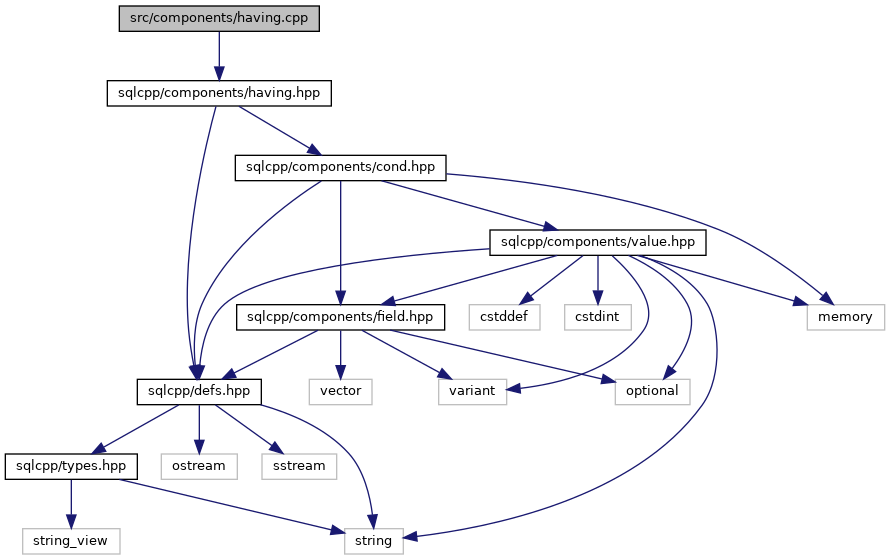 src/components/having.cpp
sqlcpp/components/having.hpp
sqlcpp/components/cond.hpp
sqlcpp/components/value.hpp
sqlcpp/components/field.hpp
cstddef
cstdint
memory
sqlcpp/defs.hpp
vector
variant
optional
sqlcpp/types.hpp
ostream
sstream
string_view
string